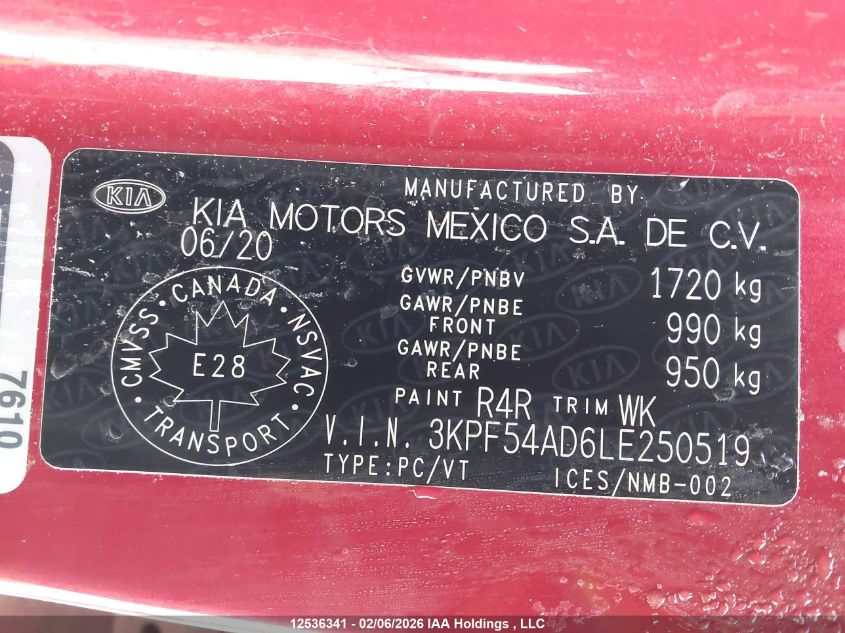 MANUFACTURED BY
KIA
KIA MOTORS MEXICO S.A. DE C.V.
06/20
GVWR/PNBV 1720 kg
GAWR/PNBE FRONT 990 kg
GAWR/PNBE REAR 950 kg
CMVSS · CANADA · NSVAC · TRANSPORT ·
E28
PAINT R4R TRIM WK
V.I.N. 3KPF54AD6LE250519
TYPE:PC/VT ICES/NMB-002
7610
12536341 - 02/06/2026 IAA Holdings , LLC